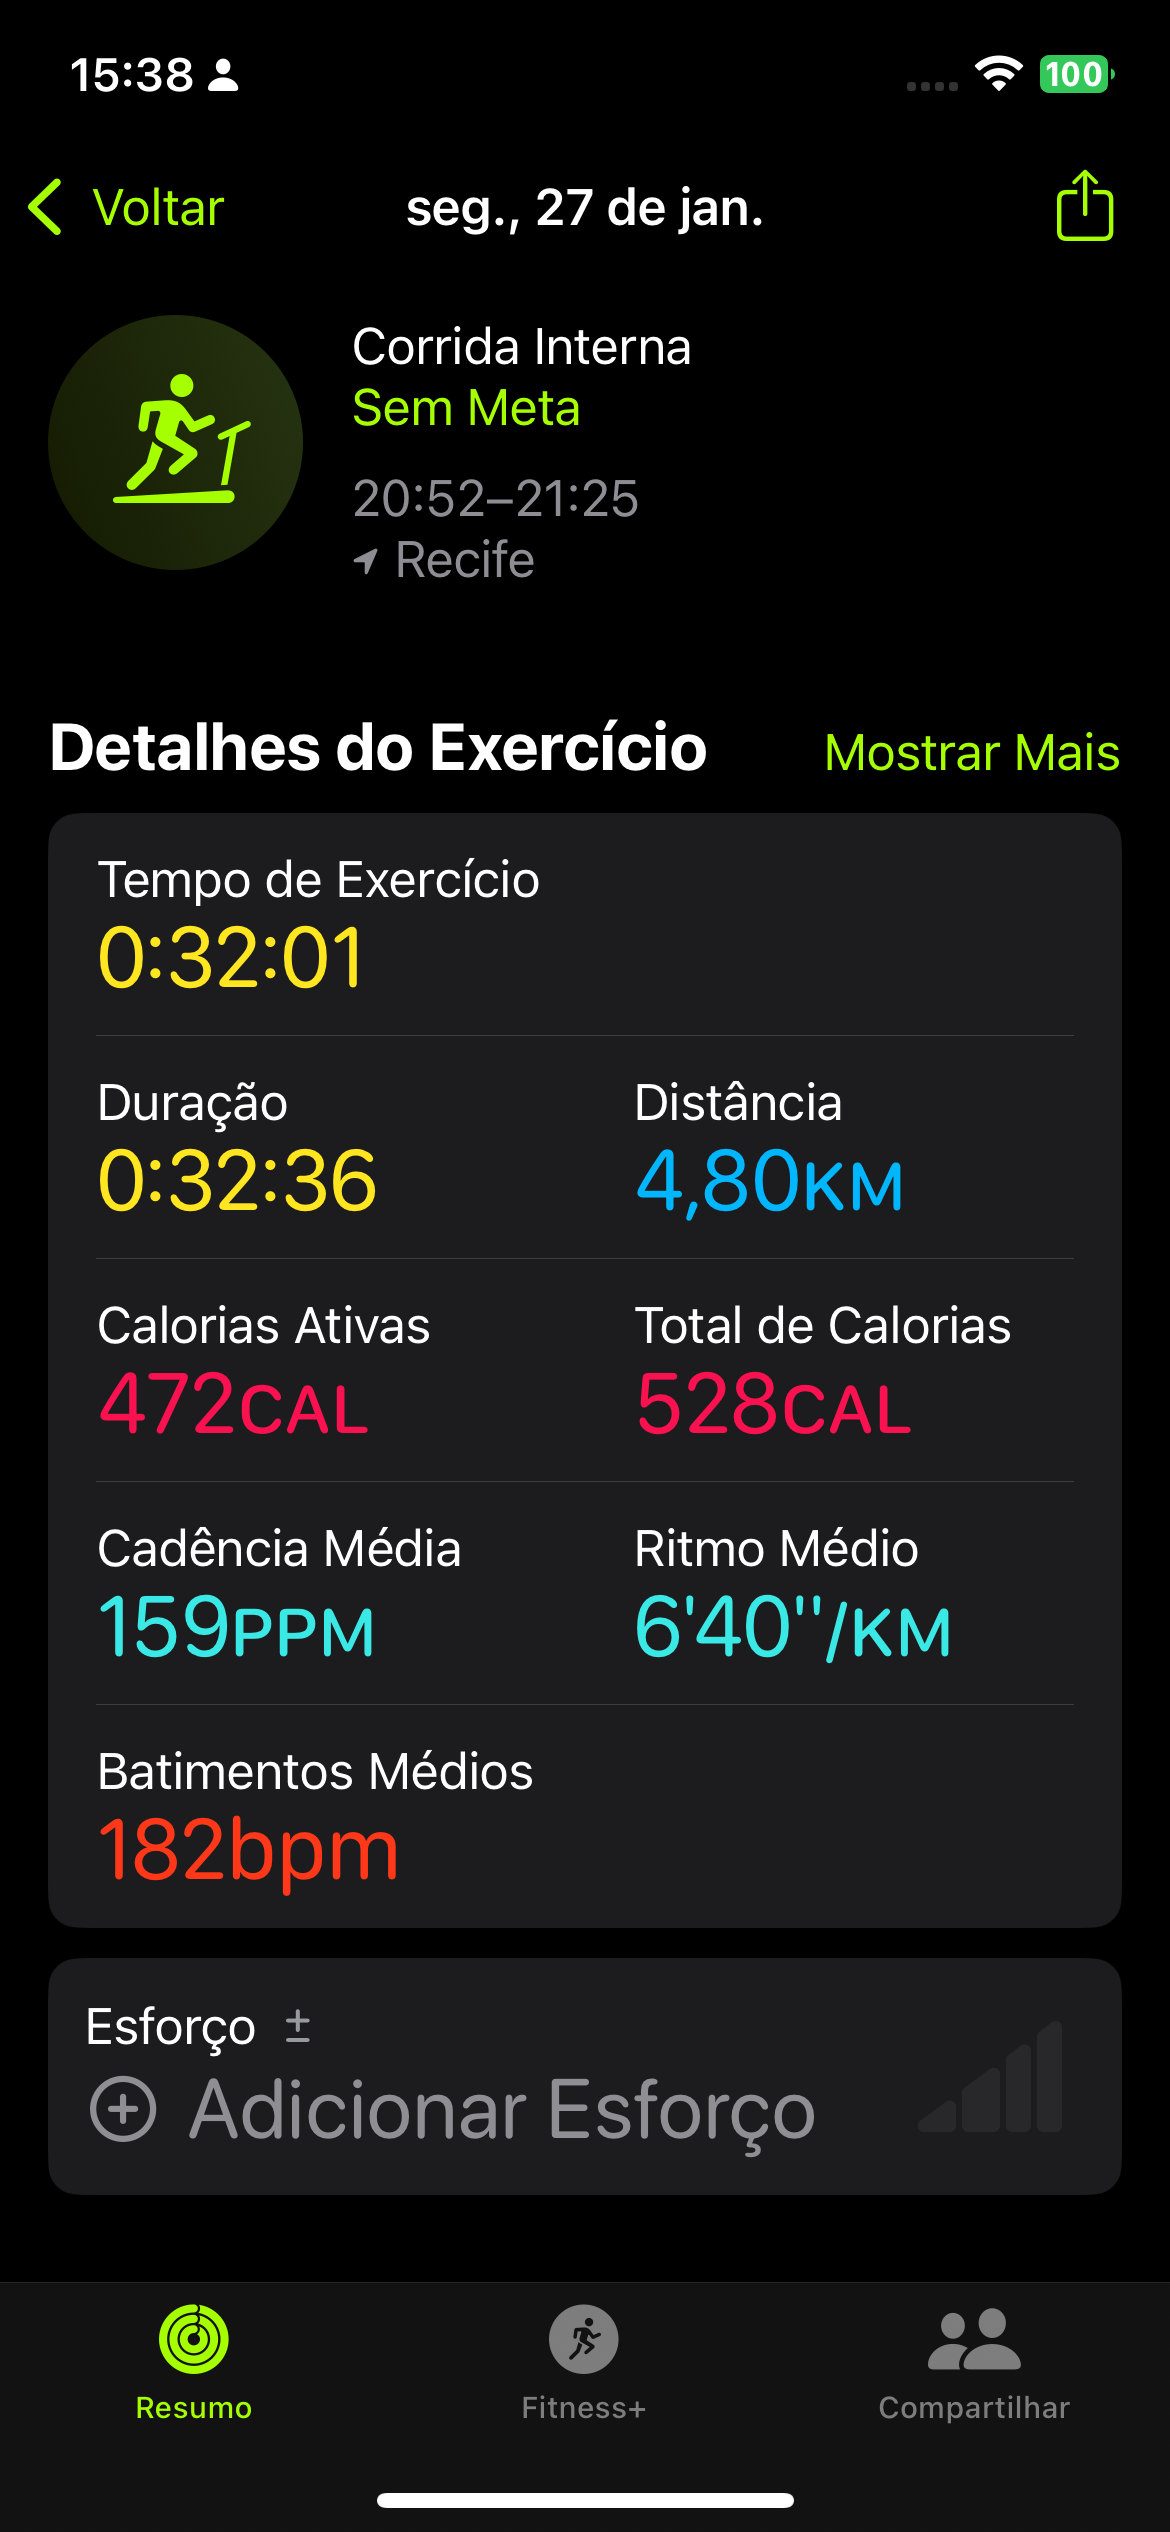 15:38
100
Voltar
seg., 27 de jan.
Corrida Interna
Sem Meta
20:52–21:25
Recife
Detalhes do Exercício
Mostrar Mais
Tempo de Exercício
0:32:01
Duração
0:32:36
Distância
4,80KM
Calorias Ativas
472CAL
Total de Calorias
528CAL
Cadência Média
159PPM
Ritmo Médio
6'40''/KM
Batimentos Médios
182bpm
Esforço ±
Adicionar Esforço
Resumo
Fitness+
Compartilhar